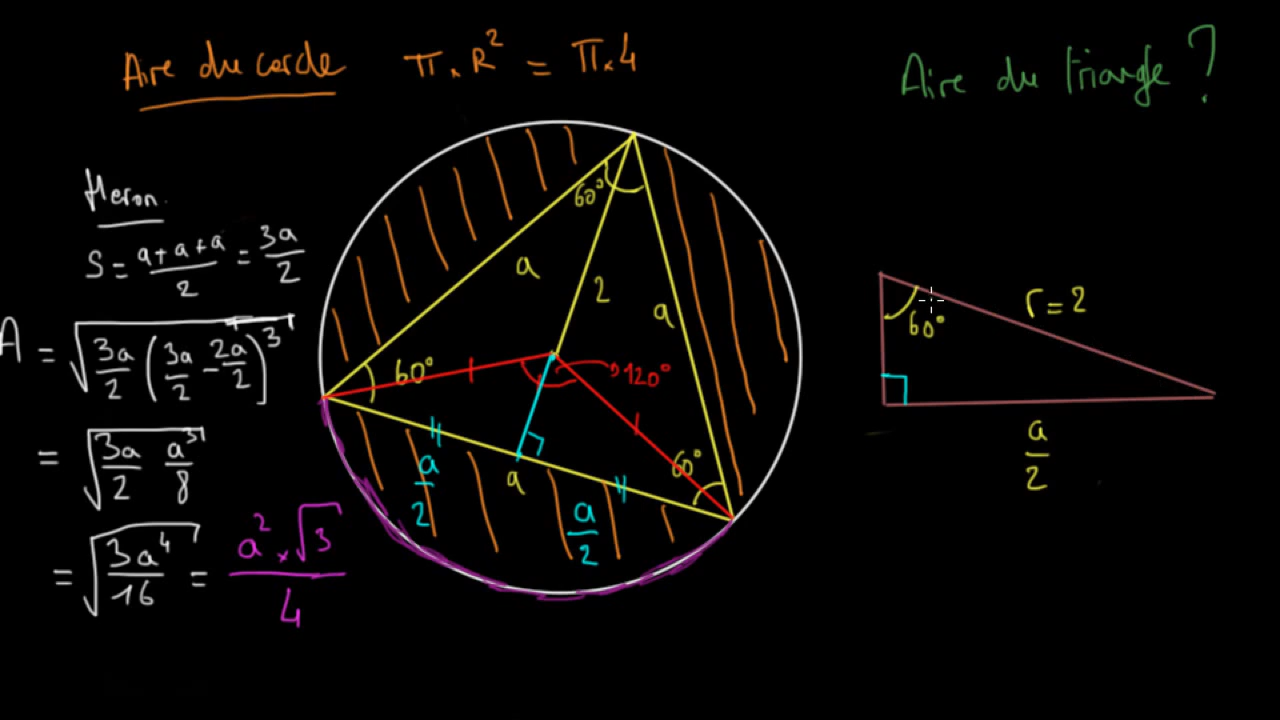 Aire du cercle π × R² = π × 4
Aire du triangle ?
Heron
S = (a + a + a)/2 = 3a/2
A = √(3a/2 (3a/2 - 2a/2)³)
= √(3a/2 a³/8)
= √(3a⁴/16) = a² × √3/4
60°
a
2
a
60°
120°
60°
a/2
a
a/2
60°
r = 2
a/2